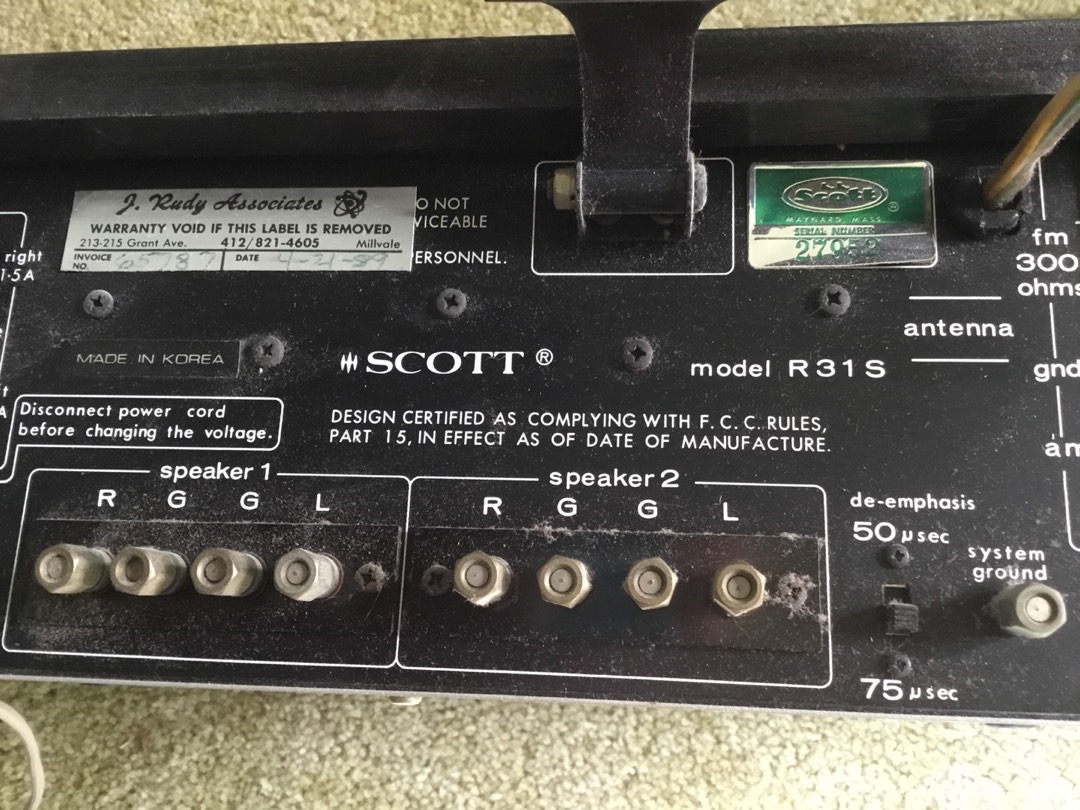 J. Rudy Associates
WARRANTY VOID IF THIS LABEL IS REMOVED
213-215 Grant Ave. 412/821-4605 Millvale
INVOICE NO. 65787 DATE 4-21-89
O NOT
VICEABLE
ERSONNEL.
Scott ®
MAYNARD, MASS.
SERIAL NUMBER
27952
fm
300
ohms
antenna
gnd
am
right
1·5A
MADE IN KOREA
SCOTT ®
model R31S
Disconnect power cord
before changing the voltage.
DESIGN CERTIFIED AS COMPLYING WITH F. C. C. RULES,
PART 15, IN EFFECT AS OF DATE OF MANUFACTURE.
speaker 1
R G G L
speaker 2
R G G L
de-emphasis
50 µsec
75 µsec
system
ground